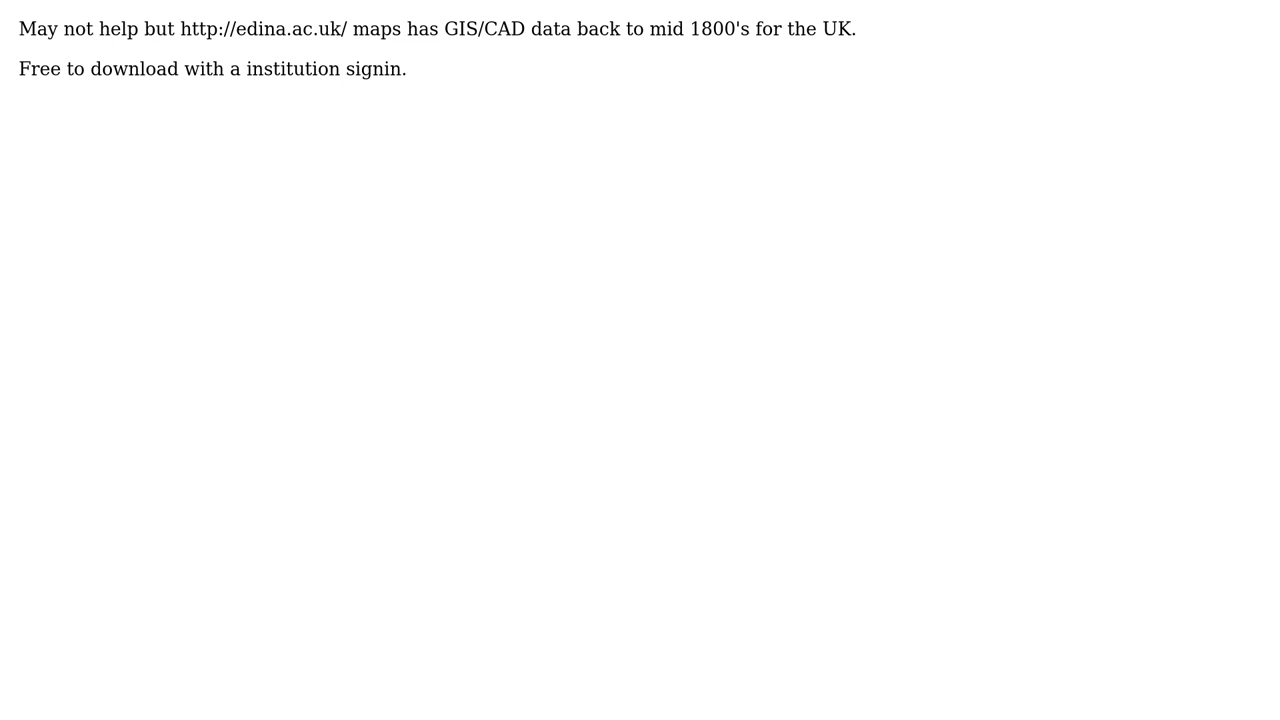 May not help but http://edina.ac.uk/ maps has GIS/CAD data back to mid 1800's for the UK.
Free to download with a institution signin.